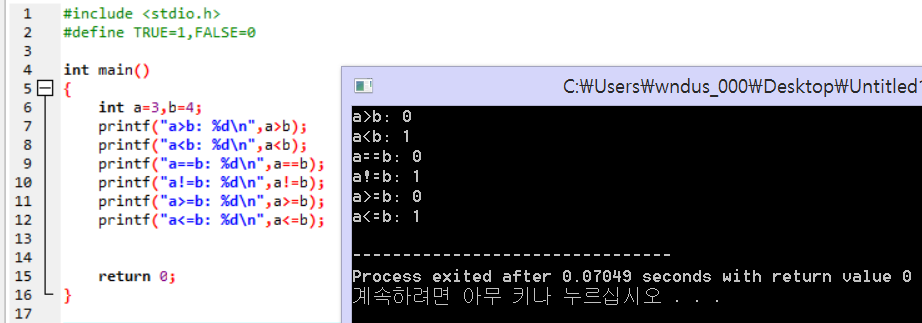 1 #include <stdio.h>
2 #define TRUE=1,FALSE=0
3
4 int main()
5 {
6 int a=3,b=4;
7 printf("a>b: %d\n",a>b);
8 printf("a<b: %d\n",a<b);
9 printf("a==b: %d\n",a==b);
10 printf("a!=b: %d\n",a!=b);
11 printf("a>=b: %d\n",a>=b);
12 printf("a<=b: %d\n",a<=b);
13
14
15 return 0;
16 }
17
C:₩Users₩wndus_000₩Desktop₩Untitled1
a>b: 0
a<b: 1
a==b: 0
a!=b: 1
a>=b: 0
a<=b: 1
--------------------------------
Process exited after 0.07049 seconds with return value 0
계속하려면 아무 키나 누르십시오 . . .